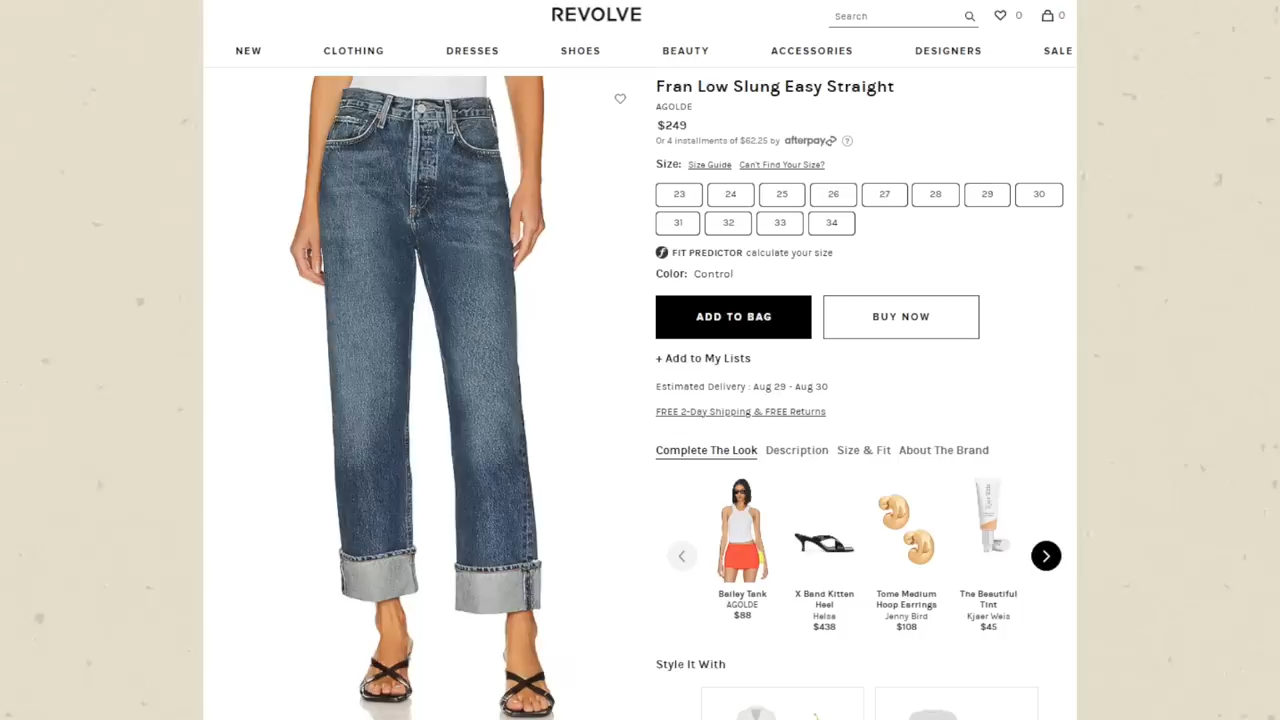 REVOLVE
Search
0
0
NEW CLOTHING DRESSES SHOES BEAUTY ACCESSORIES DESIGNERS SALE
Fran Low Slung Easy Straight
AGOLDE
$249
Or 4 installments of $62.25 by afterpay ?
Size: Size Guide Can't Find Your Size?
23 24 25 26 27 28 29 30
31 32 33 34
FIT PREDICTOR calculate your size
Color: Control
ADD TO BAG BUY NOW
+ Add to My Lists
Estimated Delivery : Aug 29 - Aug 30
FREE 2-Day Shipping & FREE Returns
Complete The Look Description Size & Fit About The Brand
Bailey Tank
AGOLDE
$88
X Band Kitten
Heel
Helsa
$438
Tome Medium
Hoop Earrings
Jenny Bird
$108
The Beautiful
Tint
Kjaer Weis
$45
Style It With